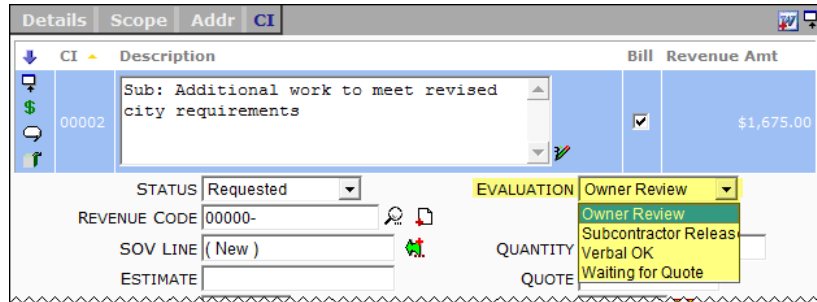 Details Scope Addr CI
CI Description Bill Revenue Amt
00002
Sub: Additional work to meet revised
city requirements
$1,675.00
STATUS Requested
EVALUATION Owner Review
REVENUE CODE 00000-
Owner Review
Subcontractor Releas
SOV LINE ( New )
QUANTITY
Verbal OK
ESTIMATE
QUOTE
Waiting for Quote